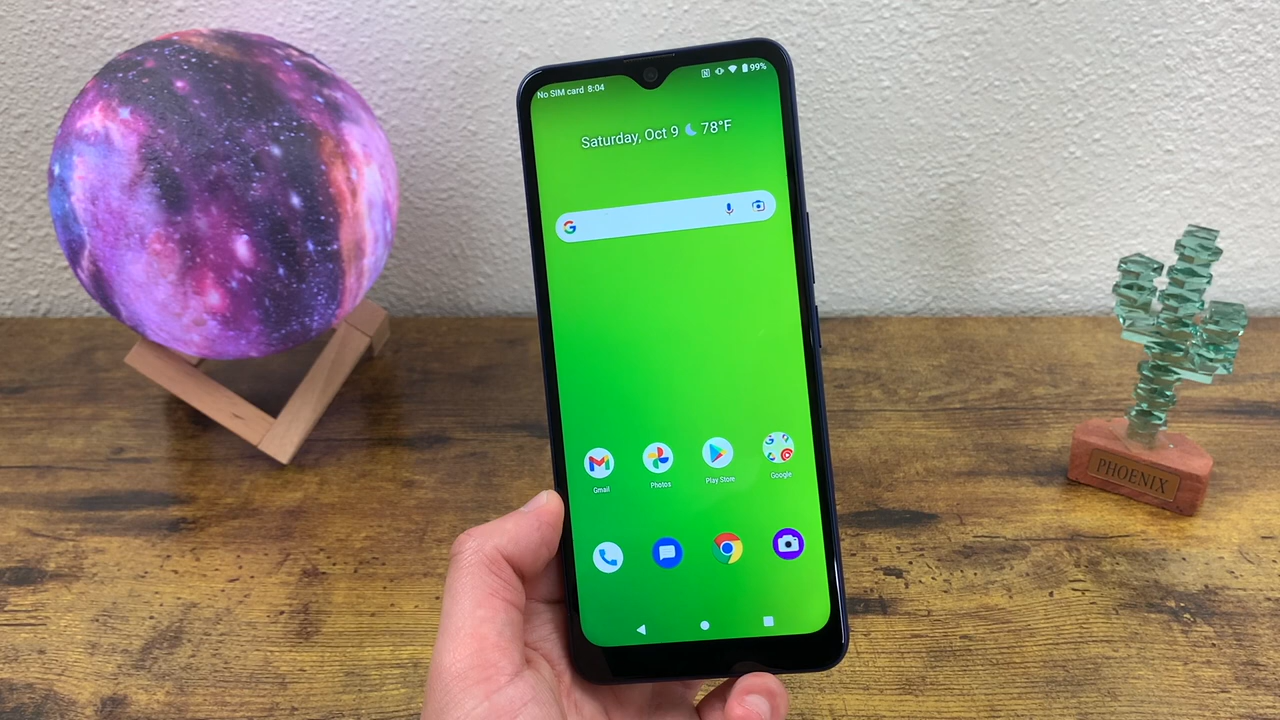 No SIM card 8:04
99%
Saturday, Oct 9 78°F
Gmail
Photos
Play Store
Google
PHOENIX